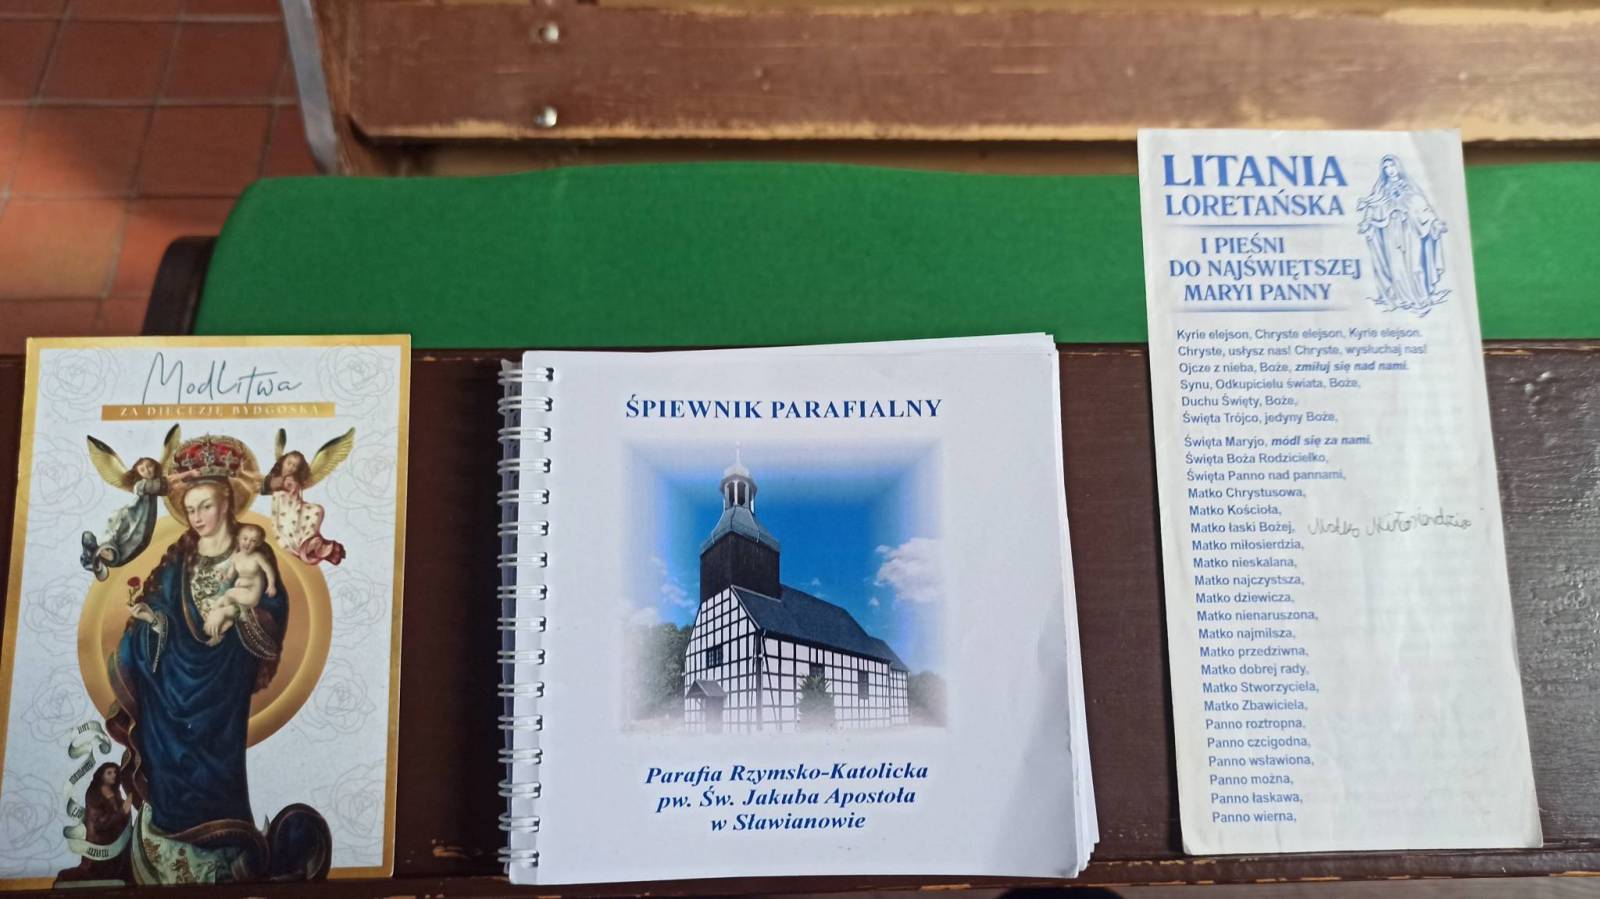 Modlitwa
ZA DIECEZJĘ BYDGOSKĄ
ŚPIEWNIK PARAFIALNY
Parafia Rzymsko-Katolicka
pw. Św. Jakuba Apostoła
w Sławianowie
LITANIA
LORETAŃSKA
I PIEŚNI
DO NAJŚWIĘTSZEJ
MARYI PANNY
Kyrie elejson, Chryste elejson, Kyrie elejson.
Chryste, usłysz nas! Chryste, wysłuchaj nas!
Ojcze z nieba, Boże, zmiłuj się nad nami.
Synu, Odkupicielu świata, Boże,
Duchu Święty, Boże,
Święta Trójco, jedyny Boże,
Święta Maryjo, módl się za nami.
Święta Boża Rodzicielko,
Święta Panno nad pannami,
Matko Chrystusowa,
Matko Kościoła,
Matko łaski Bożej, Matko
Matko miłosierdzia,
Matko nieskalana,
Matko najczystsza,
Matko dziewicza,
Matko nienaruszona,
Matko najmilsza,
Matko przedziwna,
Matko dobrej rady,
Matko Stworzyciela,
Matko Zbawiciela,
Panno roztropna,
Panno czcigodna,
Panno wsławiona,
Panno można,
Panno łaskawa,
Panno wierna,